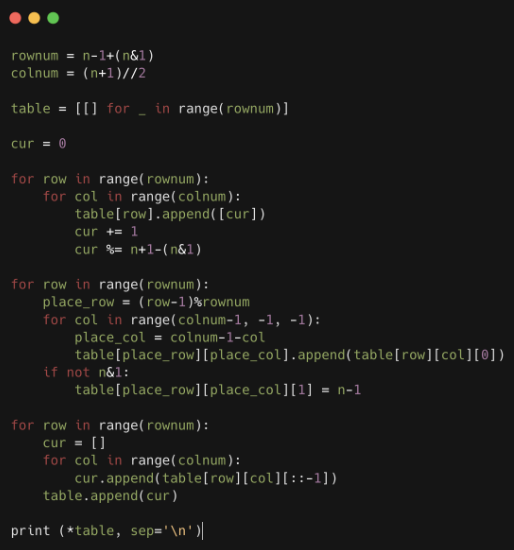 rownum = n-1+(n&1)
colnum = (n+1)//2
table = [[] for _ in range(rownum)]
cur = 0
for row in range(rownum):
    for col in range(colnum):
        table[row].append([cur])
        cur += 1
        cur %= n+1-(n&1)
for row in range(rownum):
    place_row = (row-1)%rownum
    for col in range(colnum-1, -1, -1):
        place_col = colnum-1-col
        table[place_row][place_col].append(table[row][col][0])
    if not n&1:
        table[place_row][place_col][1] = n-1
for row in range(rownum):
    cur = []
    for col in range(colnum):
        cur.append(table[row][col][::-1])
    table.append(cur)
print (*table, sep='\n')